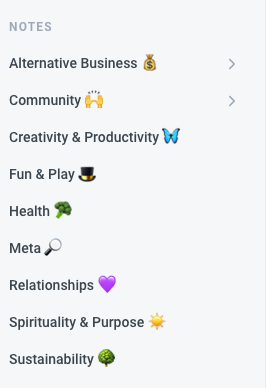 NOTES
Alternative Business 💰
Community 🙌
Creativity & Productivity 🦋
Fun & Play 🎩
Health 🥦
Meta 🔎
Relationships 💜
Spirituality & Purpose ☀️
Sustainability 🌳